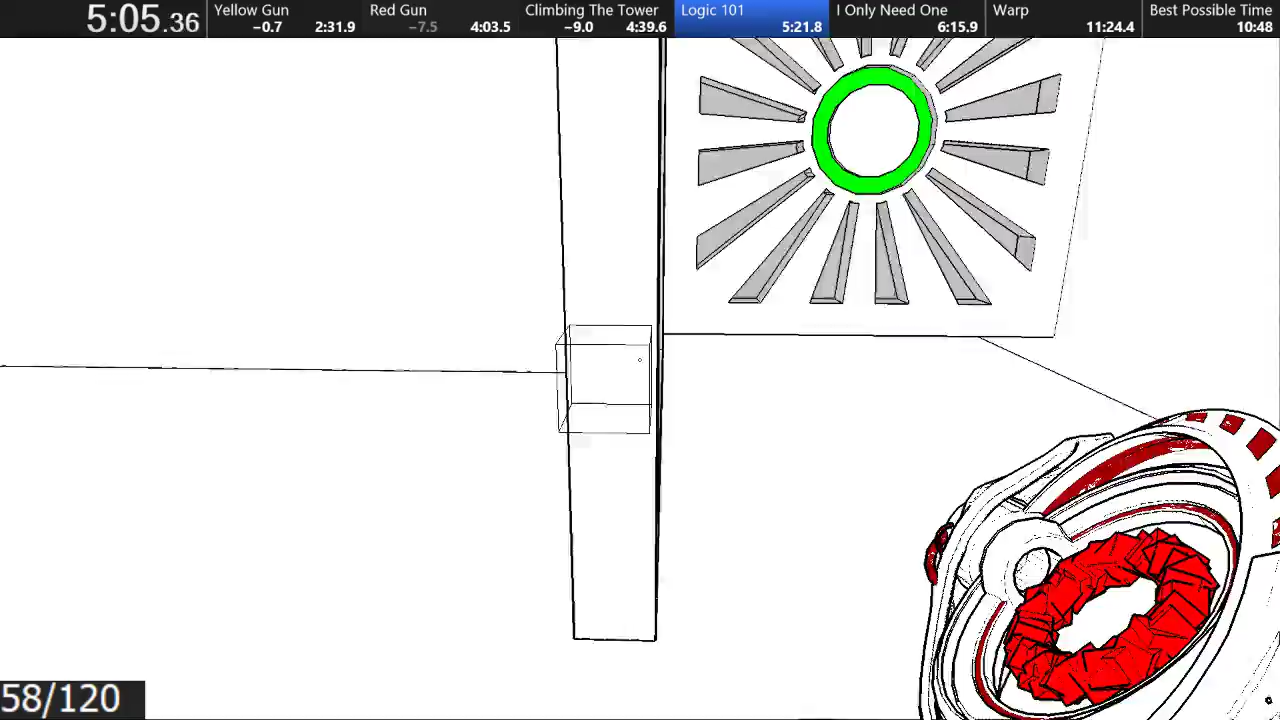 5:05.36
Yellow Gun
-0.7 2:31.9
Red Gun
-7.5 4:03.5
Climbing The Tower
-9.0 4:39.6
Logic 101
5:21.8
I Only Need One
6:15.9
Warp
11:24.4
Best Possible Time
10:48
58/120